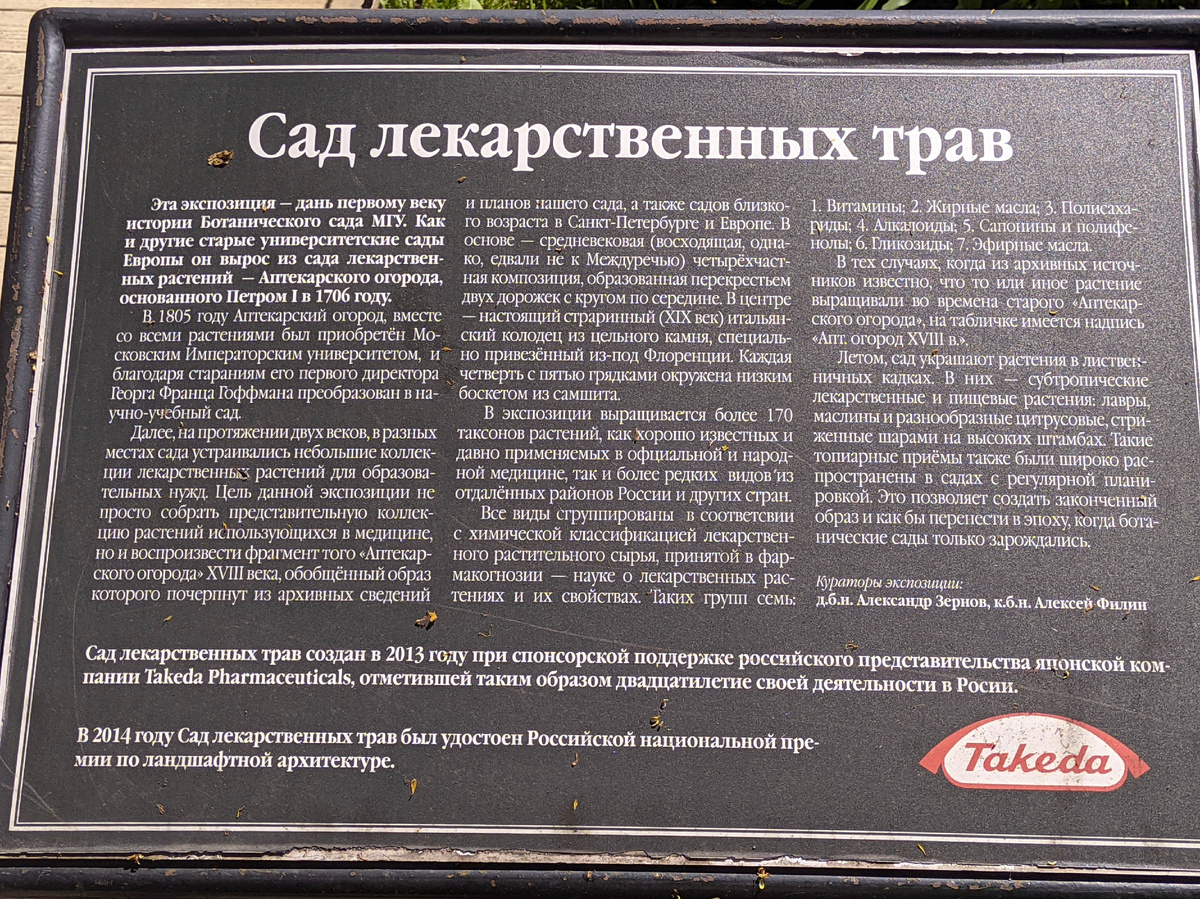 Сад лекарственных трав
Эта экспозиция — дань первому веку
истории Ботанического сада МГУ. Как
и другие старые университетские сады
Европы он вырос из сада лекарствен-
ных растений — Аптекарского огорода,
основанного Петром I в 1706 году.
В 1805 году Аптекарский огород, вместе
со всеми растениями был приобретён Мо-
сковским Императорским университетом, и
благодаря стараниям его первого директора
Георга Франца Гоффмана преобразован в на-
учно-учебный сад.
Далее, на протяжении двух веков, в разных
местах сада устраивались небольшие коллек-
ции лекарственных растений для образова-
тельных нужд. Цель данной экспозиции не
просто собрать представительную коллек-
цию растений использующихся в медицине,
но и воспроизвести фрагмент того «Аптекар-
ского огорода» XVIII века, обобщённый образ
которого почерпнут из архивных сведений
и планов нашего сада, а также садов близко-
го возраста в Санкт-Петербурге и Европе. В
основе — средневековая (восходящая, одна-
ко, едвали не к Междуречью) четырёхчаст-
ная композиция, образованная перекрестьем
двух дорожек с кругом по середине. В центре
— настоящий страринный (XIX век) итальян-
ский колодец из цельного камня, специаль-
но привезённый из-под Флоренции. Каждая
четверть с пятью грядками окружена низким
боскетом из самшита.
В экспозиции выращивается более 170
таксонов растений, как хорошо известных и
давно применяемых в офциальной и народ-
ной медицине, так и более редких видов из
отдалённых районов России и других стран.
Все виды сгруппированы в соответсвии
с химической классификацией лекарствен-
ного растительного сырья, принятой в фар-
макогнозии — науке о лекарственных рас-
тениях и их свойствах. Таких групп семь:
1. Витамины; 2. Жирные масла; 3. Полисаха-
риды; 4. Алкалоиды; 5. Сапонины и полифе-
нолы; 6. Гликозиды; 7. Эфирные масла.
В тех случаях, когда из архивных источ-
ников известно, что то или иное растение
выращивали во времена старого «Аптекар-
ского огорода», на табличке имеется надпись
«Апт. огород XVIII в.».
Летом, сад украшают растения в листвен-
ничных кадках. В них — субтропические
лекарственные и пищевые растения: лавры,
маслины и разнообразные цитрусовые, стри-
женные шарами на высоких штамбах. Такие
топиарные приёмы также были широко рас-
пространены в садах с регулярной плани-
ровкой. Это позволяет создать законченный
образ и как бы перенести в эпоху, когда бота-
нические сады только зарождались.
Кураторы экспозиции:
д.б.н. Александр Зернов, к.б.н. Алексей Филин
Сад лекарственных трав создан в 2013 году при спонсорской поддержке российского представительства японской ком-
пании Takeda Pharmaceuticals, отметившей таким образом двадцатилетие своей деятельности в Росии.
В 2014 году Сад лекарственных трав был удостоен Российской национальной пре-
мии по ландшафтной архитектуре.
Takeda